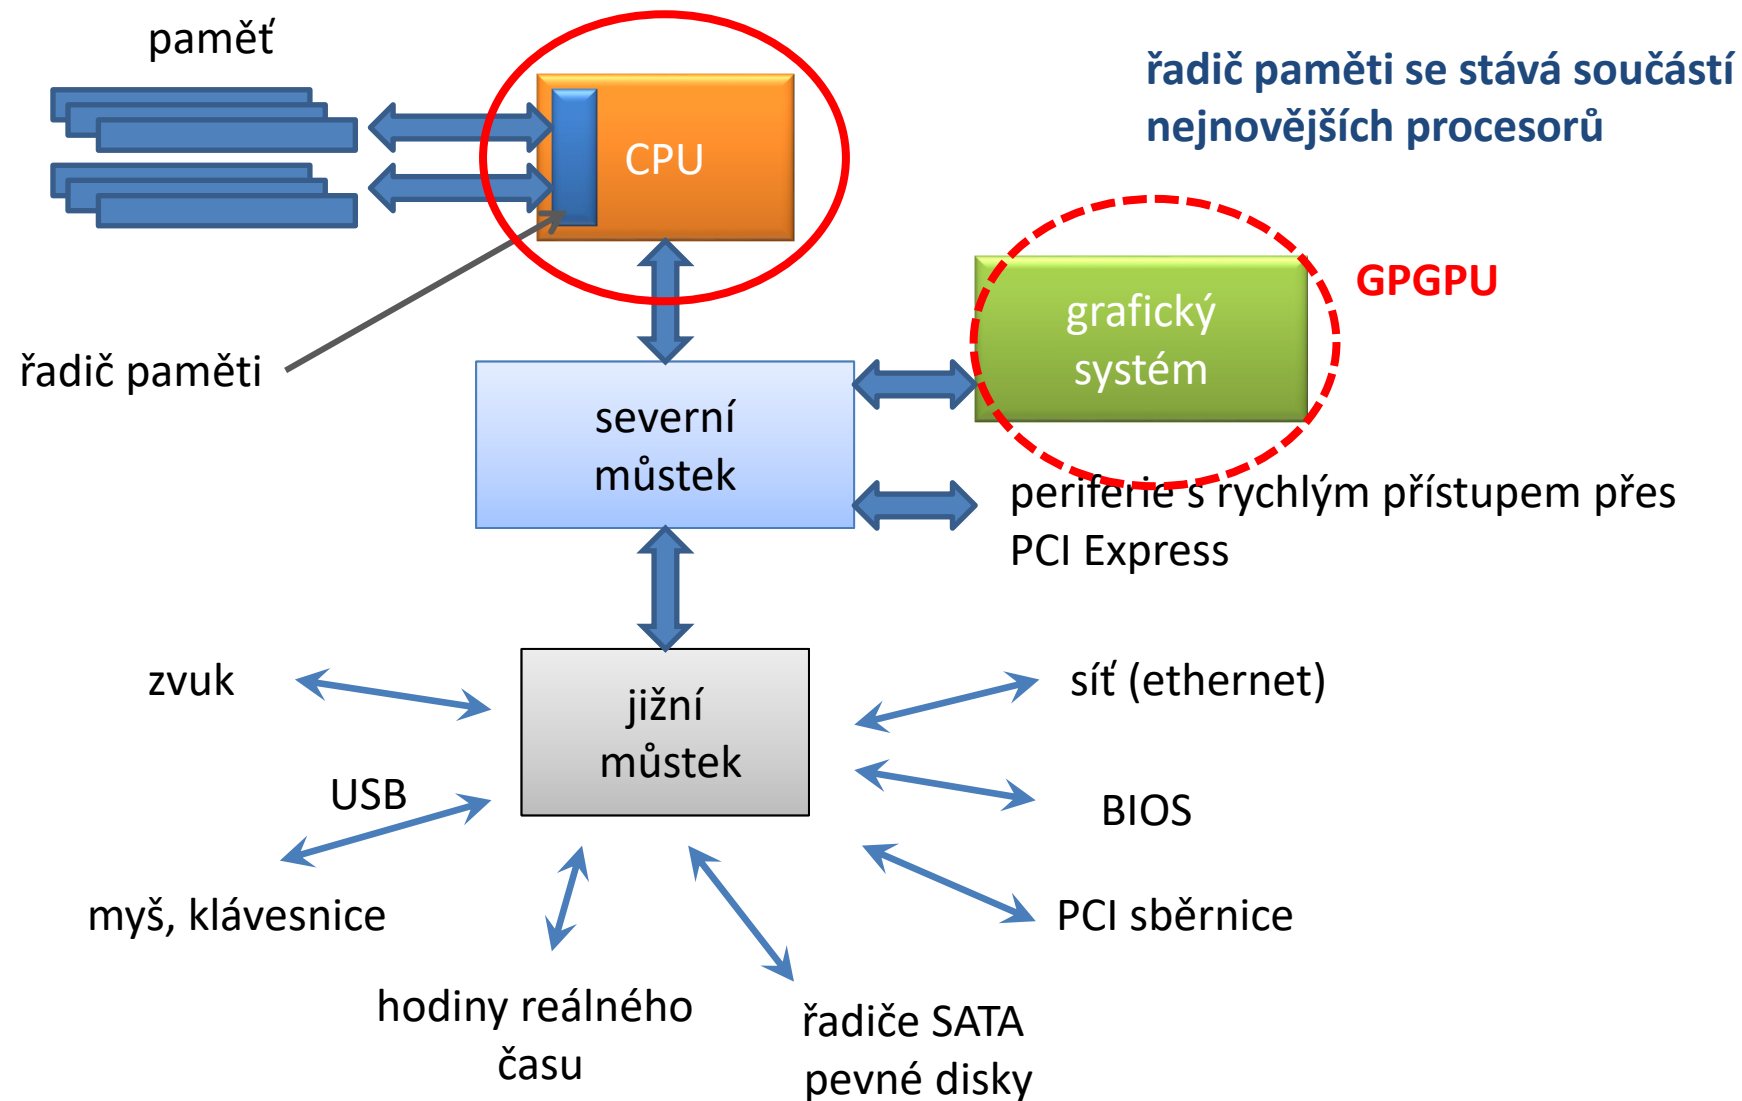 paměť
řadič paměti se stává součástí
nejnovějších procesorů
CPU
GPGPU
grafický
systém
řadič paměti
severní
můstek
periferie s rychlým přístupem přes
PCI Express
zvuk
jižní
můstek
síť (ethernet)
USB
BIOS
myš, klávesnice
PCI sběrnice
hodiny reálného
času
řadiče SATA
pevné disky